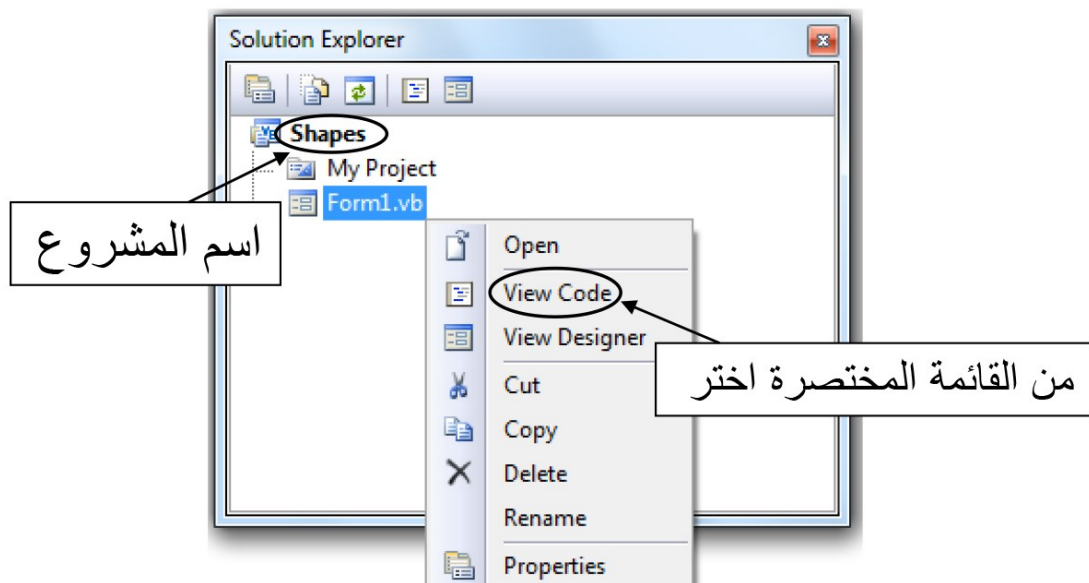 Solution Explorer
Shapes
My Project
Form1.vb
اسم المشروع
Open
View Code
View Designer
من القائمة المختصرة اختر
Cut
Copy
Delete
Rename
Properties